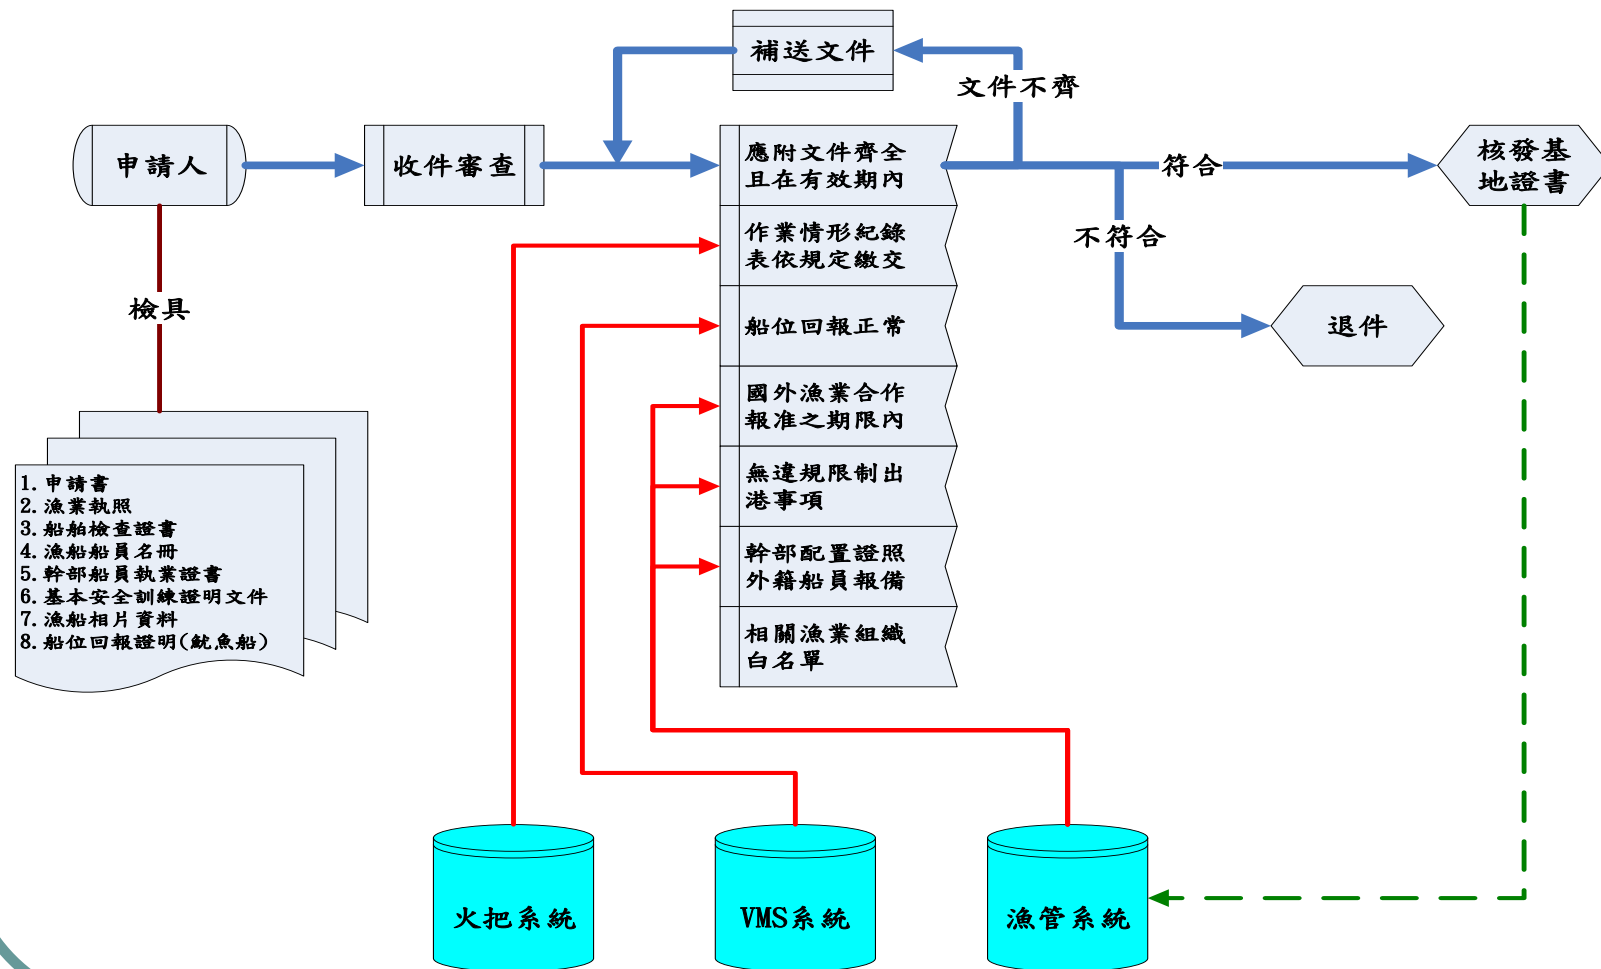 補送文件
文件不齊
申請人
收件審查
應附文件齊全
且在有效期內
符合
核發基
地證書
作業情形紀錄
表依規定繳交
不符合
檢具
船位回報正常
退件
國外漁業合作
報准之期限內
無違規限制出
港事項
1. 申請書
2. 漁業執照
3. 船舶檢查證書
4. 漁船船員名冊
5. 幹部船員執業證書
6. 基本安全訓練證明文件
7. 漁船相片資料
8. 船位回報證明(魷魚船)
幹部配置證照
外籍船員報備
相關漁業組織
白名單
火把系統
VMS系統
漁管系統